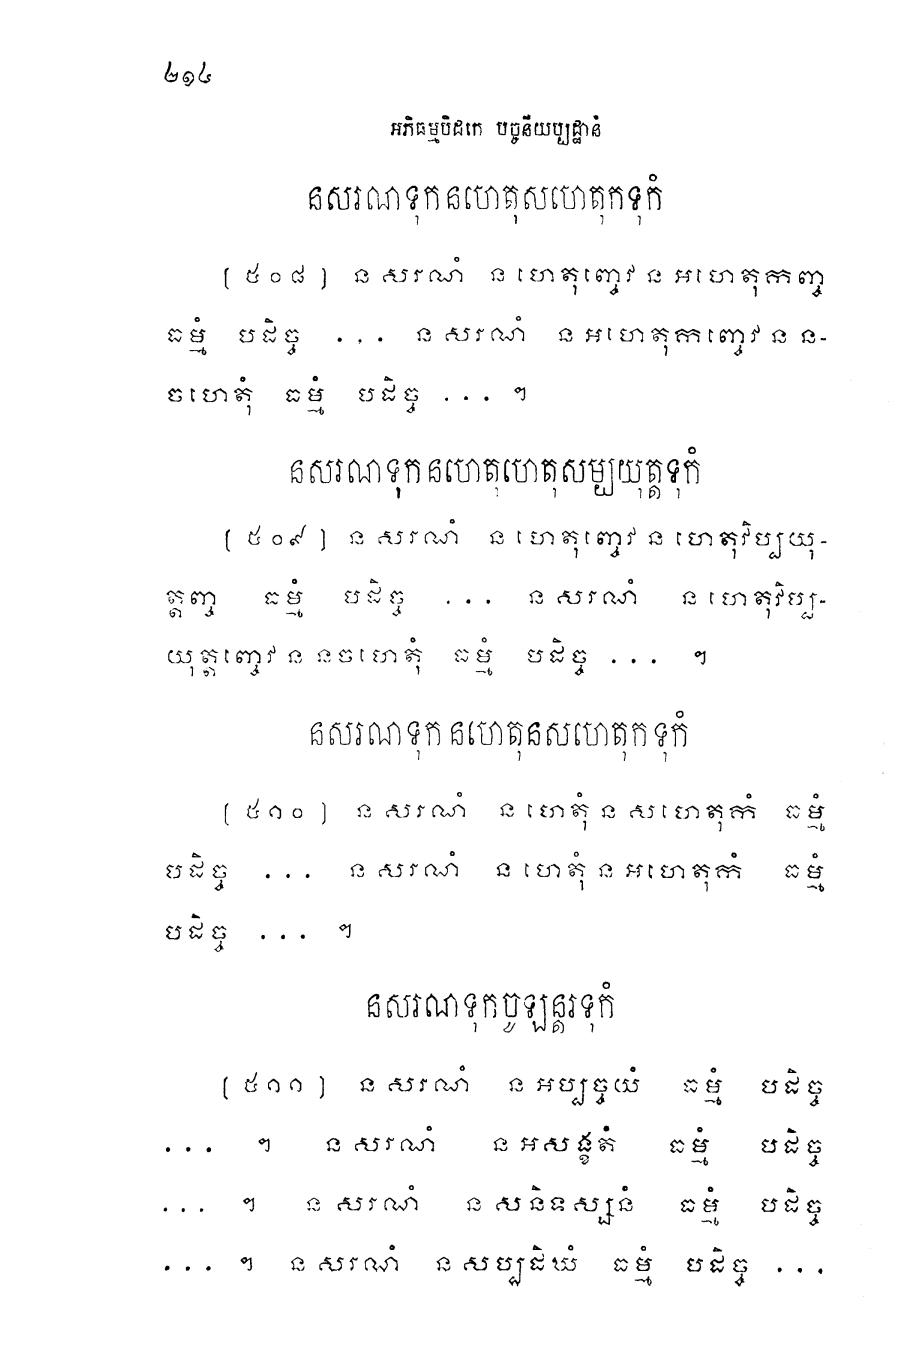 ២១៤
អភិធម្មបិដកេ បច្ចនីយប្បដ្ឋានំ
នសរណទុកនហេតុសហេតុកទុកំ
[ ៥០៨ ] ន សរណំ ន ហេតុញ្ចេវ ន អហេតុកញ្ច
ធម្មំ បដិច្ច ... ន សរណំ ន អហេតុកញ្ចេវ ន ន-
ចហេតុំ ធម្មំ បដិច្ច ... ។
នសរណទុកនហេតុហេតុសម្បយុត្តទុកំ
[ ៥០៩ ] ន សរណំ ន ហេតុញ្ចេវ ន ហេតុវិប្បយុ-
ត្តញ្ច ធម្មំ បដិច្ច ... ន សរណំ ន ហេតុវិប្ប-
យុត្តញ្ចេវ ន នចហេតុំ ធម្មំ បដិច្ច ... ។
នសរណទុកនហេតុនសហេតុកទុកំ
[ ៥១០ ] ន សរណំ ន ហេតុំ ន សហេតុកំ ធម្មំ
បដិច្ច ... ន សរណំ ន ហេតុំ ន អហេតុកំ ធម្មំ
បដិច្ច ... ។
នសរណទុកចូឡន្តរទុកំ
[ ៥១១ ] ន សរណំ ន អប្បច្ចយំ ធម្មំ បដិច្ច
... ។ ន សរណំ ន អសង្ខតំ ធម្មំ បដិច្ច
... ។ ន សរណំ ន សនិទស្សនំ ធម្មំ បដិច្ច
... ។ ន សរណំ ន សប្បដិឃំ ធម្មំ បដិច្ច ...